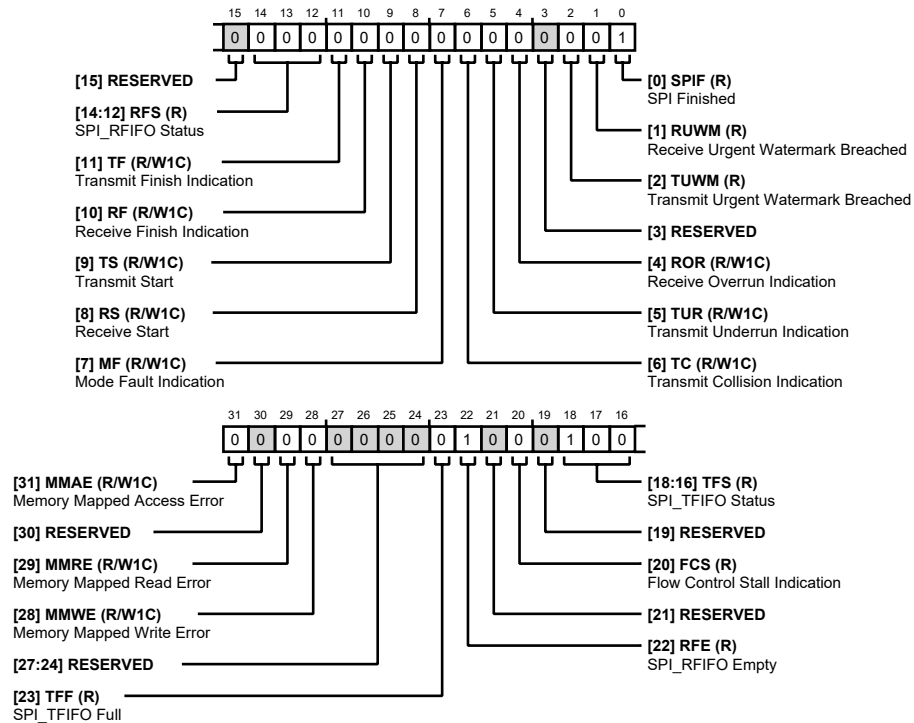 15 14 13 12 11 10 9 8 7 6 5 4 3 2 1 0
0 0 0 0 0 0 0 0 0 0 0 0 0 0 0 1
[15] RESERVED
[14:12] RFS (R)
SPI_RFIFO Status
[11] TF (R/W1C)
Transmit Finish Indication
[10] RF (R/W1C)
Receive Finish Indication
[9] TS (R/W1C)
Transmit Start
[8] RS (R/W1C)
Receive Start
[7] MF (R/W1C)
Mode Fault Indication
[0] SPIF (R)
SPI Finished
[1] RUWM (R)
Receive Urgent Watermark Breached
[2] TUWM (R)
Transmit Urgent Watermark Breached
[3] RESERVED
[4] ROR (R/W1C)
Receive Overrun Indication
[5] TUR (R/W1C)
Transmit Underrun Indication
[6] TC (R/W1C)
Transmit Collision Indication
31 30 29 28 27 26 25 24 23 22 21 20 19 18 17 16
0 0 0 0 0 0 0 0 0 1 0 0 0 1 0 0
[31] MMAE (R/W1C)
Memory Mapped Access Error
[30] RESERVED
[29] MMRE (R/W1C)
Memory Mapped Read Error
[28] MMWE (R/W1C)
Memory Mapped Write Error
[27:24] RESERVED
[23] TFF (R)
SPI_TFIFO Full
[18:16] TFS (R)
SPI_TFIFO Status
[19] RESERVED
[20] FCS (R)
Flow Control Stall Indication
[21] RESERVED
[22] RFE (R)
SPI_RFIFO Empty